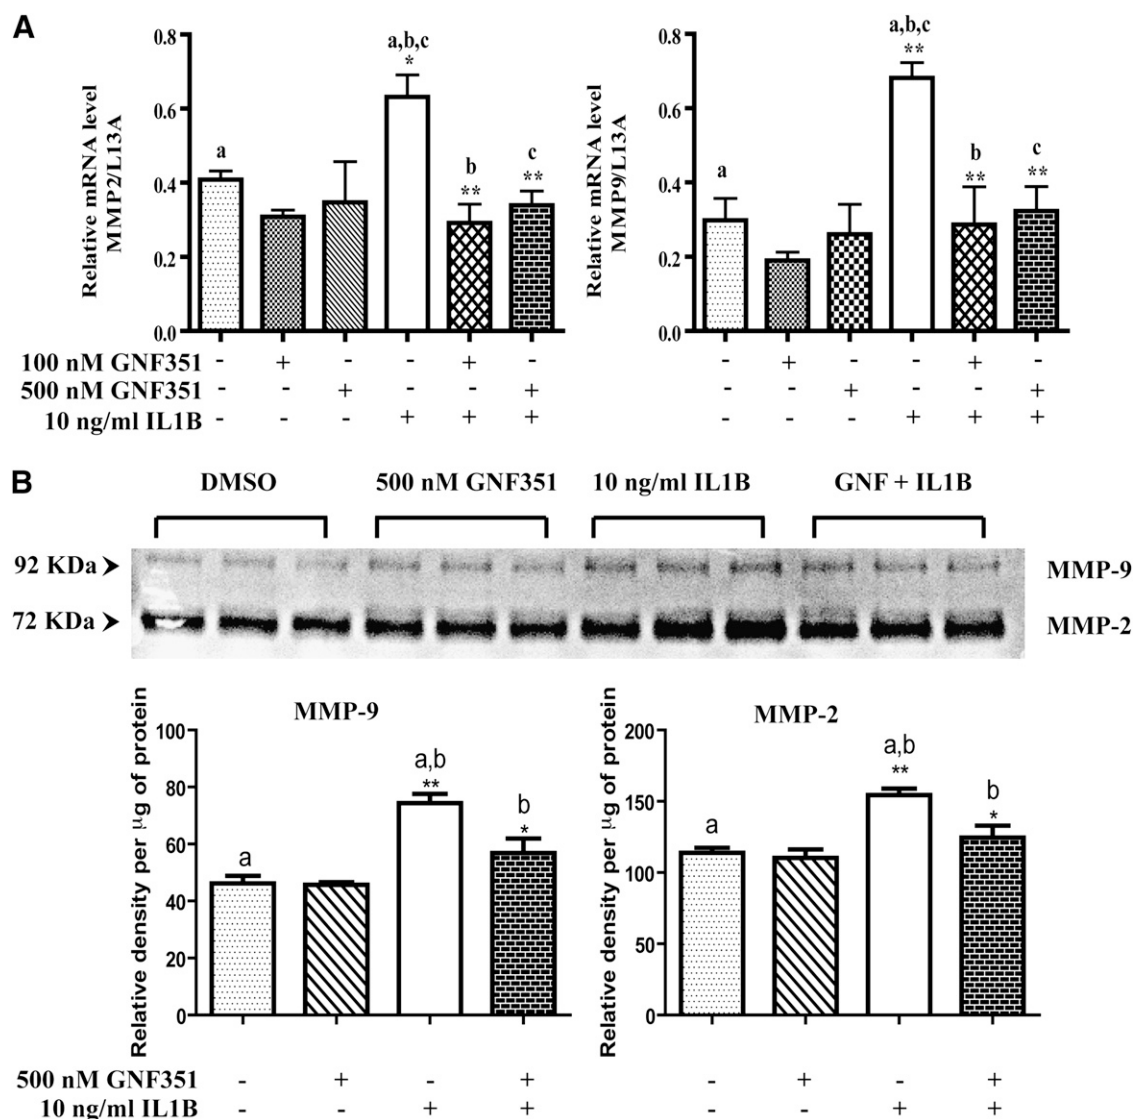 A
Relative mRNA level
MMP2/L13A
0.8
0.6
0.4
0.2
0.0
a
a,b,c
*
b
**
c
**
Relative mRNA level
MMP9/L13A
0.8
0.6
0.4
0.2
0.0
a
a,b,c
**
b
**
c
**
100 nM GNF351 - + - - + - - + - - + -
500 nM GNF351 - - + - - + - - + - - +
10 ng/ml IL1B - - - + + + - - - + + +
B
DMSO 500 nM GNF351 10 ng/ml IL1B GNF + IL1B
92 KDa MMP-9
72 KDa MMP-2
MMP-9
Relative density per µg of protein
100
80
60
40
20
0
a
a,b
**
b
*
MMP-2
Relative density per µg of protein
200
150
100
50
0
a
a,b
**
b
*
500 nM GNF351 - + - + - + - +
10 ng/ml IL1B - - + + - - + +